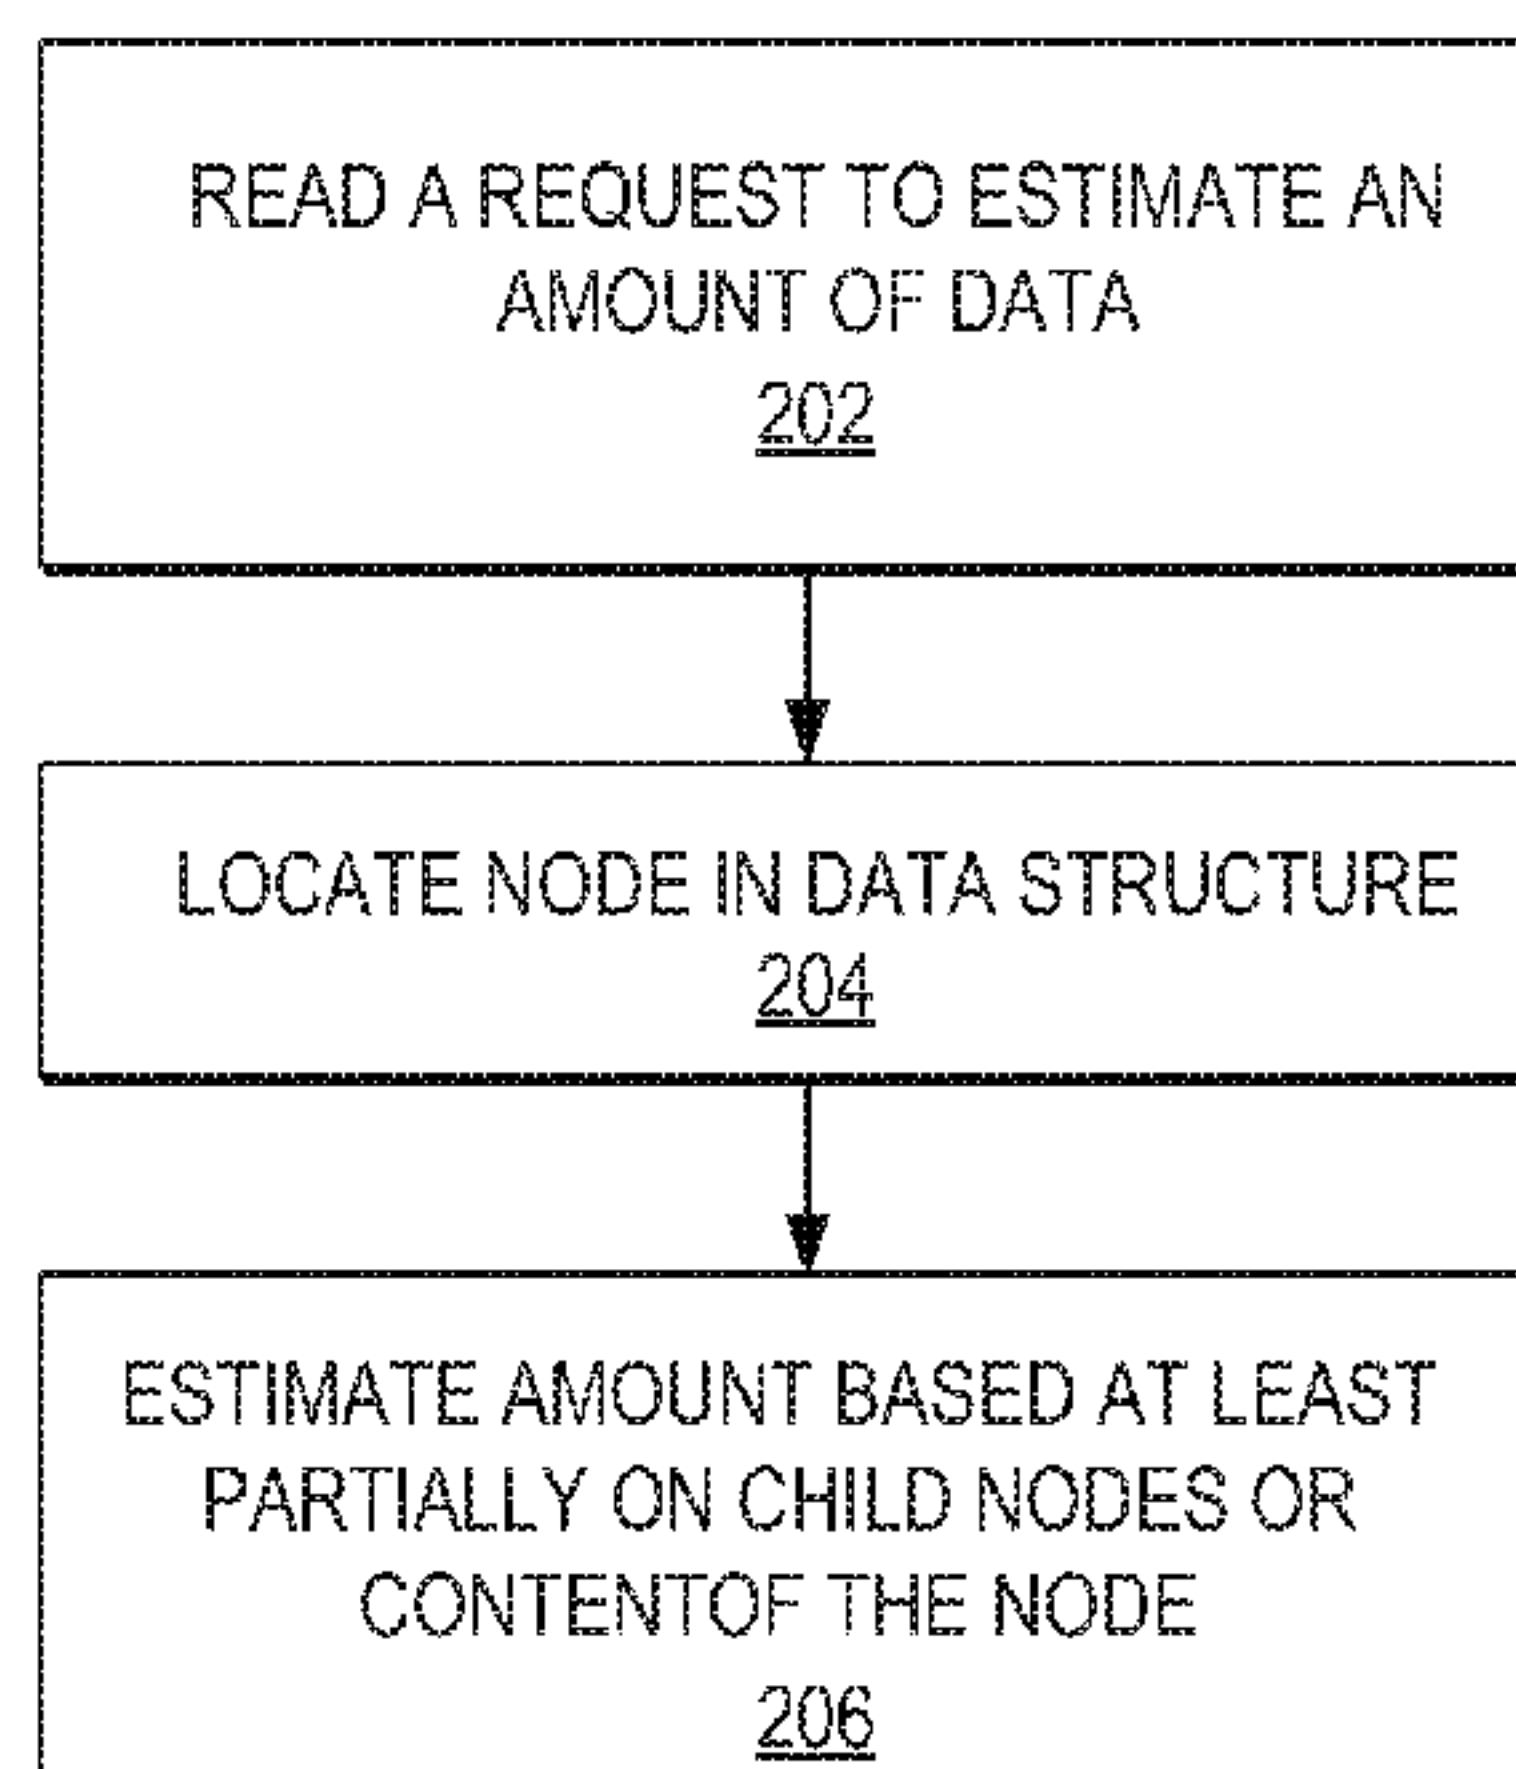 READ A REQUEST TO ESTIMATE AN
AMOUNT OF DATA
202
LOCATE NODE IN DATA STRUCTURE
204
ESTIMATE AMOUNT BASED AT LEAST
PARTIALLY ON CHILD NODES OR
CONTENTOF THE NODE
206